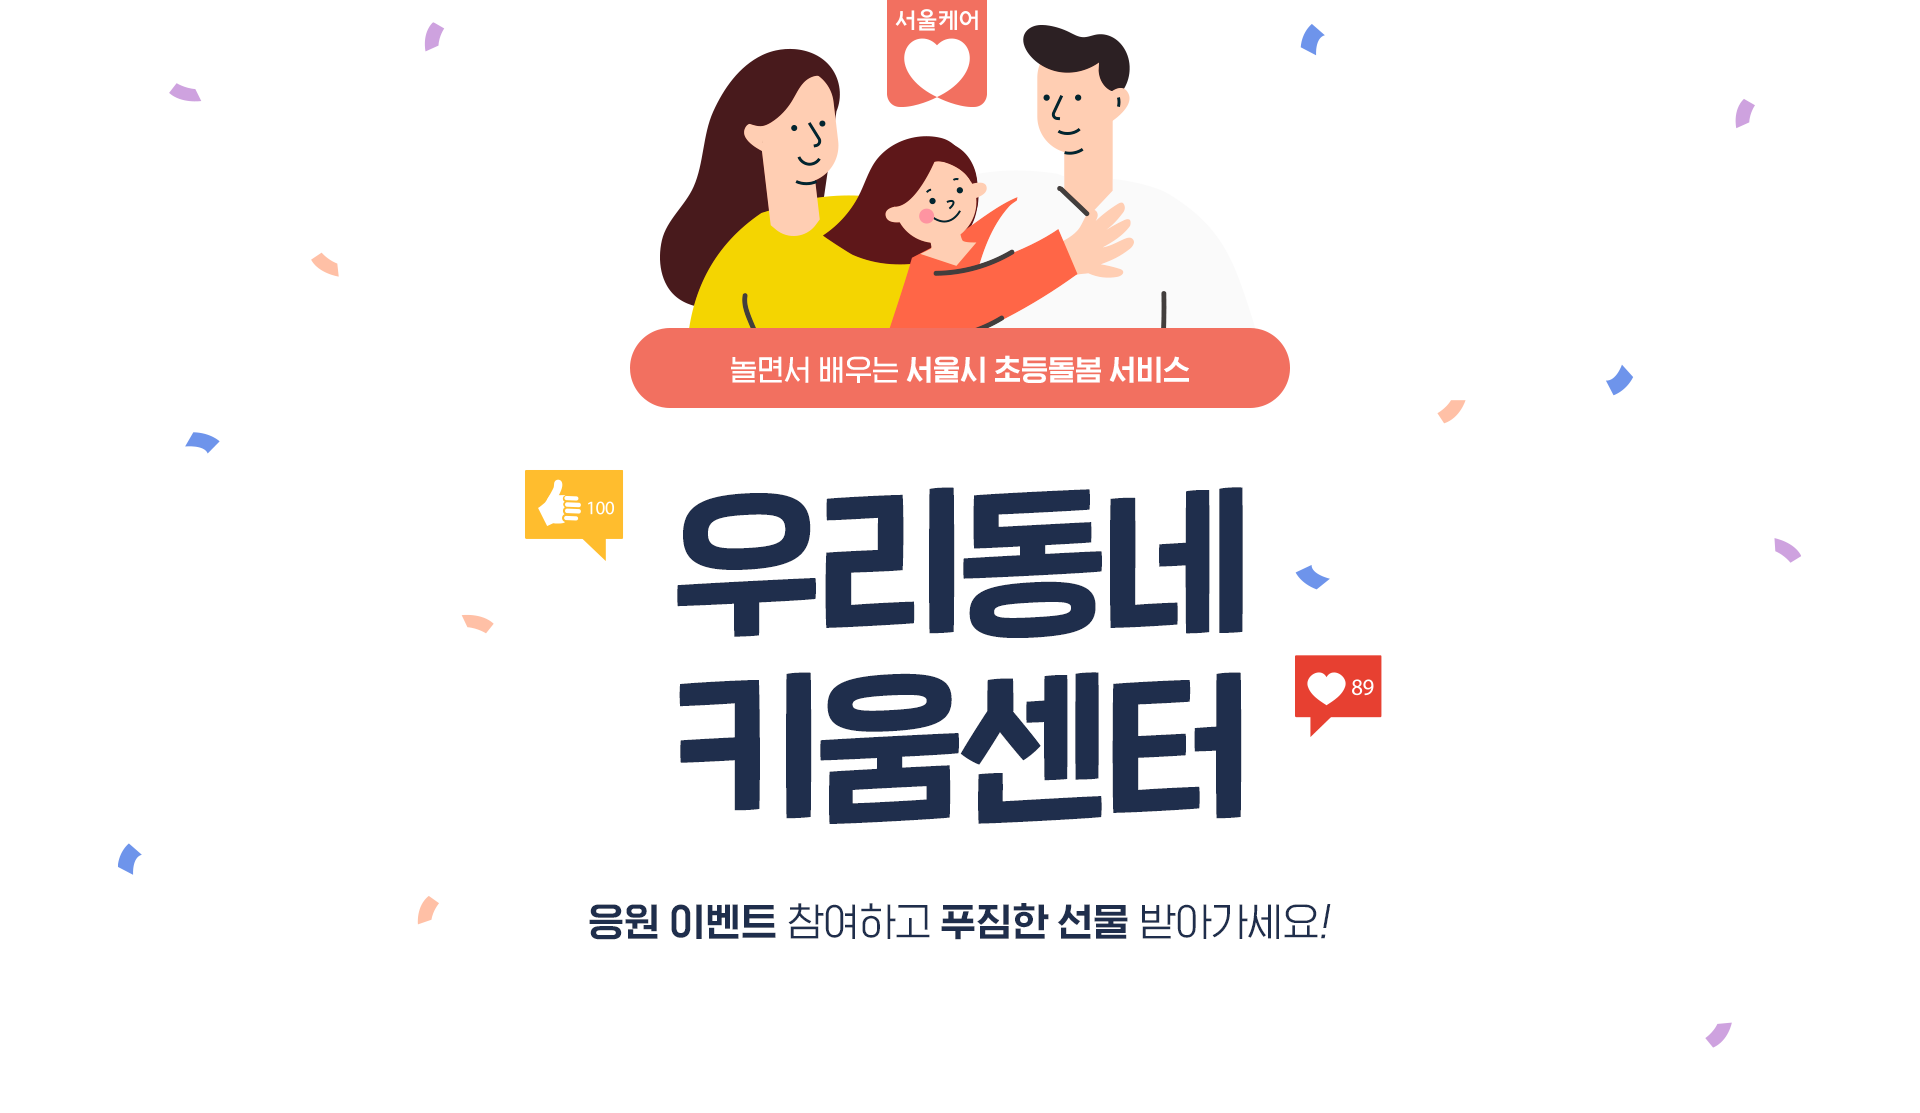 서울케어
놀면서 배우는 서울시 초등돌봄 서비스
100
우리동네
89
키움센터
응원 이벤트 참여하고 푸짐한 선물 받아가세요!